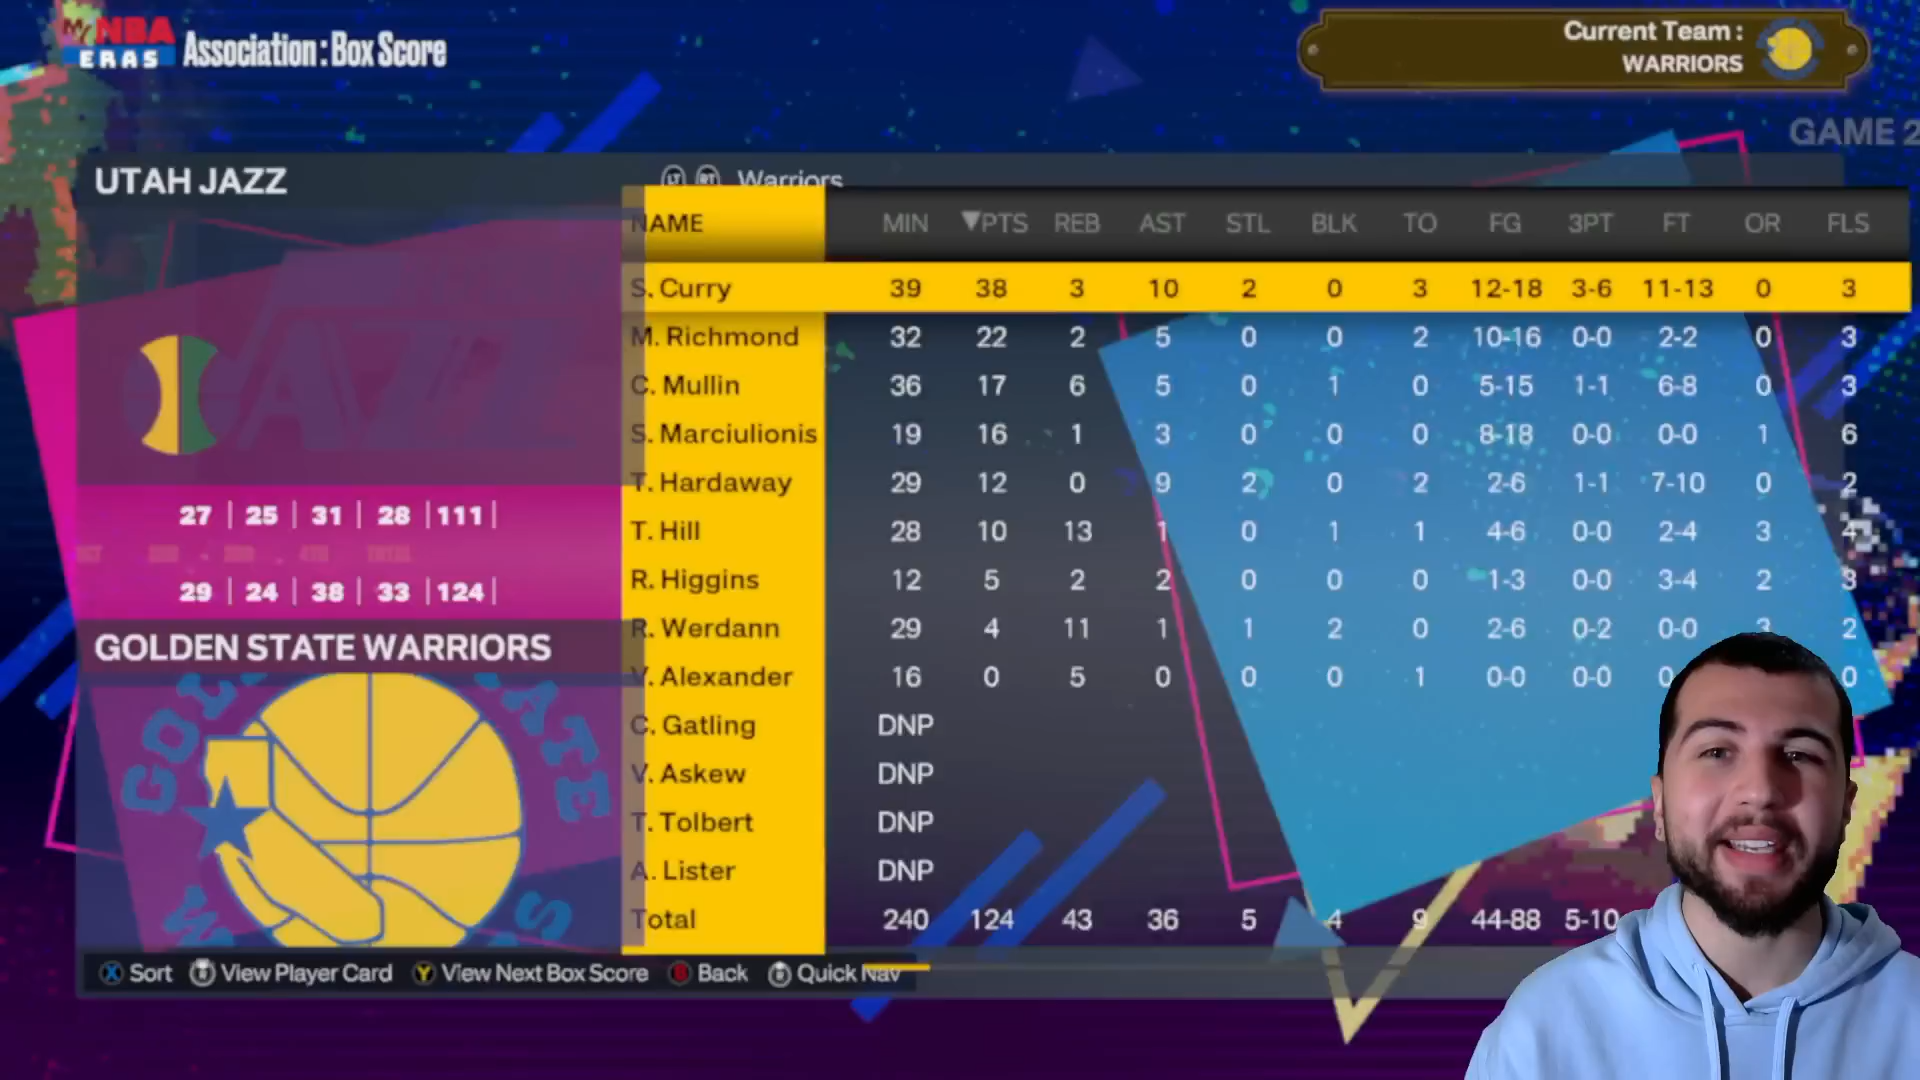 MyNBA ERAS Association : Box Score
Current Team :
WARRIORS
GAME 2
UTAH JAZZ
LT RT Warriors
JAZZ
27 | 25 | 31 | 28 | 111 |
29 | 24 | 38 | 33 | 124 |
GOLDEN STATE WARRIORS
NAME MIN ▼PTS REB AST STL BLK TO FG 3PT FT OR FLS
S. Curry 39 38 3 10 2 0 3 12-18 3-6 11-13 0 3
M. Richmond 32 22 2 5 0 0 2 10-16 0-0 2-2 0 3
C. Mullin 36 17 6 5 0 1 0 5-15 1-1 6-8 0 3
S. Marciulionis 19 16 1 3 0 0 0 8-18 0-0 0-0 1 6
T. Hardaway 29 12 0 9 2 0 2 2-6 1-1 7-10 0 2
T. Hill 28 10 13 1 0 1 1 4-6 0-0 2-4 3 4
R. Higgins 12 5 2 2 0 0 0 1-3 0-0 3-4 2 3
R. Werdann 29 4 11 1 1 2 0 2-6 0-2 0-0 3 2
V. Alexander 16 0 5 0 0 0 1 0-0 0-0 0 0
C. Gatling DNP
V. Askew DNP
T. Tolbert DNP
A. Lister DNP
Total 240 124 43 36 5 4 9 44-88 5-10
X Sort View Player Card Y View Next Box Score B Back Quick Nav